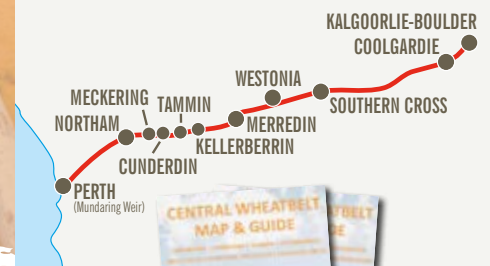 KALGOORLIE-BOULDER
COOLGARDIE
WESTONIA
SOUTHERN CROSS
MECKERING
TAMMIN
NORTHAM
MERREDIN
KELLERBERRIN
CUNDERDIN
PERTH
(Mundaring Weir)
CENTRAL WHEATBELT
MAP & GUIDE